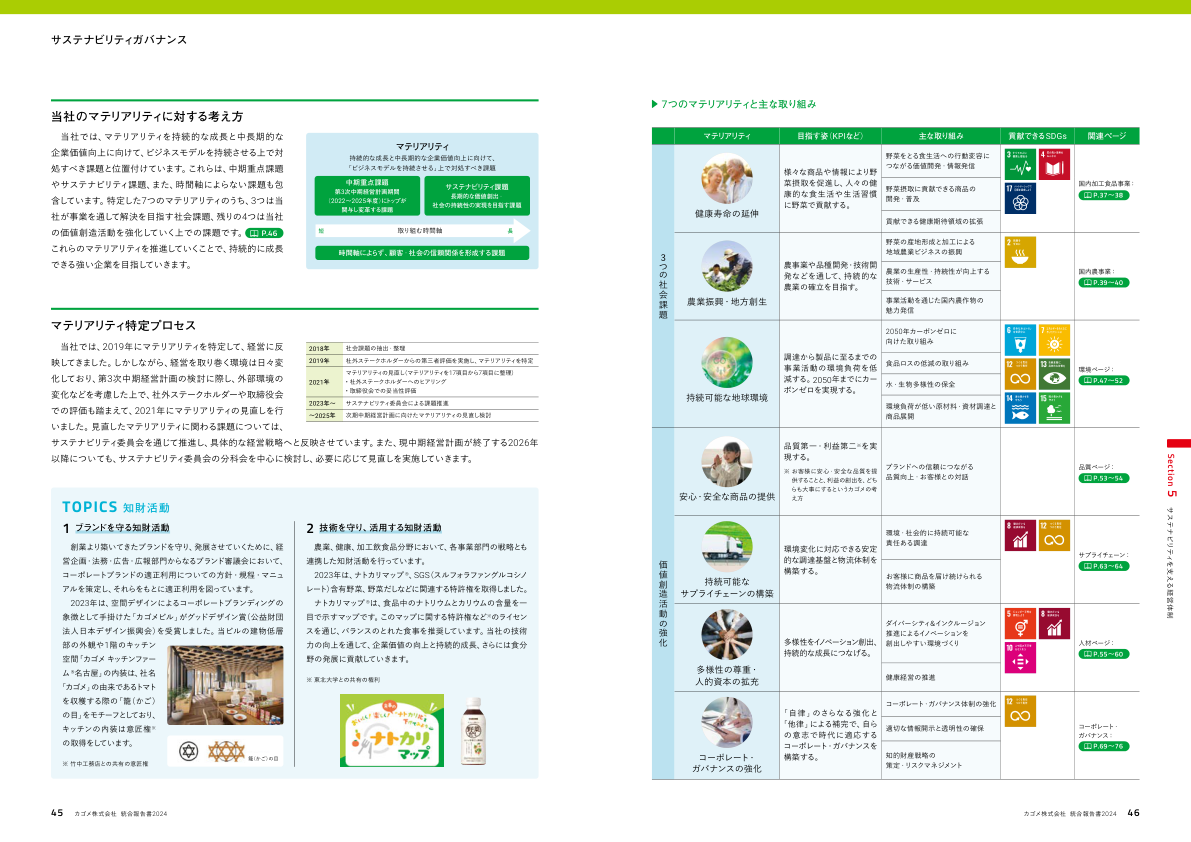 サステナビリティガバナンス
当社のマテリアリティに対する考え方
当社では、マテリアリティを持続的な成長と中長期的な
企業価値向上に向けて、ビジネスモデルを持続させる上で対
処すべき課題と位置付けています。これらは、中期重点課題
やサステナビリティ課題、また、時間軸によらない課題も包
含しています。特定した7つのマテリアリティのうち、3つは当
社が事業を通じて解決を目指す社会課題、残りの4つは当社
の価値創造活動を強化していく上での課題です。 P.46
これらのマテリアリティを推進していくことで、持続的に成長
できる強い企業を目指していきます。
マテリアリティ
持続的な成長と中長期的な企業価値向上に向けて、
「ビジネスモデルを持続させる」上で対処すべき課題
中期重点課題
第3次中期経営計画期間
(2022〜2025年度)にトップが
関与し変革する課題
サステナビリティ課題
長期的な価値創出
社会の持続性の実現を目指す課題
短 取り組む時間軸 長
時間軸によらず、顧客・社会の信頼関係を形成する課題
マテリアリティ特定プロセス
当社では、2019年にマテリアリティを特定して、経営に反
映してきました。しかしながら、経営を取り巻く環境は日々変
化しており、第3次中期経営計画の検討に際し、外部環境の
変化などを考慮した上で、社外ステークホルダーや取締役会
での評価も踏まえて、2021年にマテリアリティの見直しを行
いました。見直したマテリアリティに関わる課題については、
サステナビリティ委員会を通じて推進し、具体的な経営戦略へと反映させています。また、現中期経営計画が終了する2026年
以降についても、サステナビリティ委員会の分科会を中心に検討し、必要に応じて見直しを実施していきます。
2018年 社会課題の抽出・整理
2019年 社外ステークホルダーからの第三者評価を実施し、マテリアリティを特定
2021年 マテリアリティの見直し(マテリアリティを17項目から7項目に整理)
・社外ステークホルダーへのヒアリング
・取締役会での妥当性評価
2023年〜 サステナビリティ委員会による課題推進
〜2025年 次期中期経営計画に向けたマテリアリティの見直し検討
TOPICS 知財活動
1 ブランドを守る知財活動
創業より築いてきたブランドを守り、発展させていくために、経
営企画・法務・広告・広報部門からなるブランド審議会において、
コーポレートブランドの適正利用についての方針・規程・マニュ
アルを策定し、それらをもとに適正利用を図っています。
2023年は、空間デザインによるコーポレートブランディングの
象徴として手掛けた「カゴメビル」がグッドデザイン賞(公益財団
法人日本デザイン振興会)を受賞しました。当ビルの建物低層
部の外観や1階のキッチン
空間「カゴメ キッチンファー
ム®名古屋」の内装は、社名
「カゴメ」の由来であるトマト
を収穫する際の「籠(かご)
の目」をモチーフとしており、
キッチンの内装は意匠権※
の取得をしています。
※ 竹中工務店との共有の意匠権
籠(かご)の目
2 技術を守り、活用する知財活動
農業、健康、加工飲食品分野において、各事業部門の戦略とも
連携した知財活動を行っています。
2023年は、ナトカリマップ®、SGS(スルフォラファングルコシノ
レート)含有野菜、野菜だしなどに関連する特許権を取得しました。
ナトカリマップ®は、食品中のナトリウムとカリウムの含量を一
目で示すマップです。このマップに関する特許権など※のライセン
スを通じ、バランスのとれた食事を推奨しています。当社の技術
力の向上を通して、企業価値の向上と持続的成長、さらには食分
野の発展に貢献していきます。
※ 東北大学との共有の権利
ナトカリ
マップ
45 カゴメ株式会社 統合報告書2024
7つのマテリアリティと主な取り組み
マテリアリティ 目指す姿(KPIなど) 主な取り組み 貢献できるSDGs 関連ページ
3つの社会課題
健康寿命の延伸
様々な商品や情報により野
菜摂取を促進し、人々の健
康的な食生活や生活習慣
に野菜で貢献する。
野菜をとる食生活への行動変容に
つながる価値開発・情報発信
野菜摂取に貢献できる商品の
開発・普及
貢献できる健康期待領域の拡張
3
4
17
国内加工食品事業:
P.37〜38
農業振興・地方創生
農事業や品種開発・技術開
発などを通して、持続的な
農業の確立を目指す。
野菜の産地形成と加工による
地域農業ビジネスの振興
農業の生産性・持続性が向上する
技術・サービス
事業活動を通じた国内農作物の
魅力発信
2
国内農事業:
P.39〜40
持続可能な地球環境
調達から製品に至るまでの
事業活動の環境負荷を低
減する。2050年までにカー
ボンゼロを実現する。
2050年カーボンゼロに
向けた取り組み
食品ロスの低減の取り組み
水・生物多様性の保全
環境負荷が低い原材料・資材調達と
商品展開
6
7
12
13
14
15
環境ページ:
P.47〜52
価値創造活動の強化
安心・安全な商品の提供
品質第一・利益第二※を実
現する。
※ お客様に安心・安全な品質を提
供することと、利益の創出を、どち
らも大事にするというカゴメの考
え方
ブランドへの信頼につながる
品質向上・お客様との対話
品質ページ:
P.53〜54
持続可能な
サプライチェーンの構築
環境変化に対応できる安定
的な調達基盤と物流体制を
構築する。
環境・社会的に持続可能な
責任ある調達
お客様に商品を届け続けられる
物流体制の構築
8
12
サプライチェーン:
P.63〜64
多様性の尊重・
人的資本の拡充
多様性をイノベーション創出、
持続的な成長につなげる。
ダイバーシティ&インクルージョン
推進によるイノベーションを
創出しやすい環境づくり
健康経営の推進
5
8
10
人材ページ:
P.55〜60
コーポレート・
ガバナンスの強化
「自律」のさらなる強化と
「他律」による補完で、自ら
の意志で時代に適応する
コーポレート・ガバナンスを
構築する。
コーポレート・ガバナンス体制の強化
適切な情報開示と透明性の確保
知的財産戦略の
策定・リスクマネジメント
12
コーポレート・
ガバナンス:
P.69〜76
Section 5
サステナビリティを支える経営体制
カゴメ株式会社 統合報告書2024 46